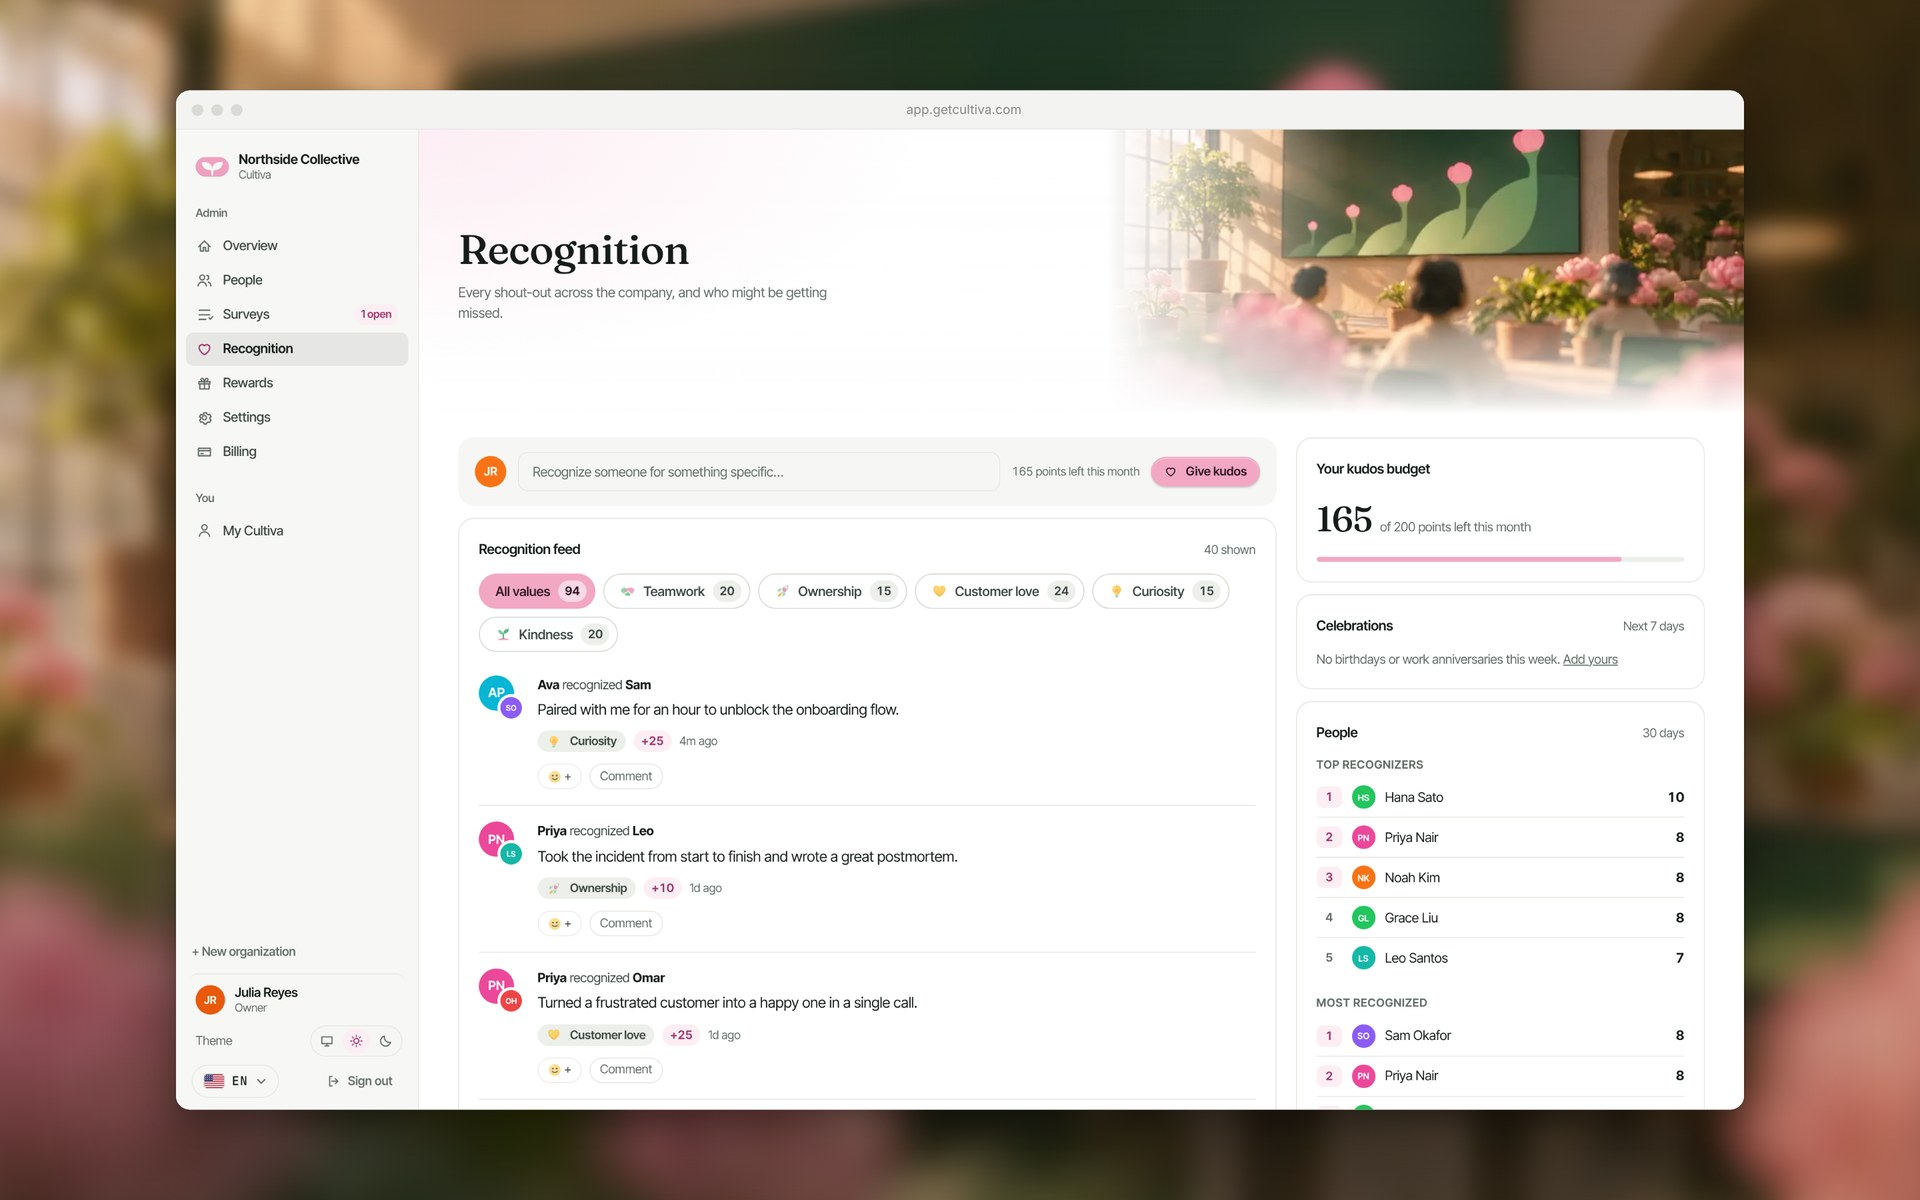 app.getcultiva.com
Northside Collective
Cultiva
Admin
Overview
People
Surveys 1 open
Recognition
Rewards
Settings
Billing
You
My Cultiva
+ New organization
JR Julia Reyes
Owner
Theme
EN Sign out
Recognition
Every shout-out across the company, and who might be getting
missed.
JR Recognize someone for something specific... 165 points left this month Give kudos
Recognition feed 40 shown
All values 94 Teamwork 20 Ownership 15 Customer love 24 Curiosity 15
Kindness 20
AP SO Ava recognized Sam
Paired with me for an hour to unblock the onboarding flow.
Curiosity +25 4m ago
+ Comment
PN LS Priya recognized Leo
Took the incident from start to finish and wrote a great postmortem.
Ownership +10 1d ago
+ Comment
PN OH Priya recognized Omar
Turned a frustrated customer into a happy one in a single call.
Customer love +25 1d ago
+ Comment
Your kudos budget
165 of 200 points left this month
Celebrations Next 7 days
No birthdays or work anniversaries this week. Add yours
People 30 days
TOP RECOGNIZERS
1 HS Hana Sato 10
2 PN Priya Nair 8
3 NK Noah Kim 8
4 GL Grace Liu 8
5 LS Leo Santos 7
MOST RECOGNIZED
1 SO Sam Okafor 8
2 PN Priya Nair 8